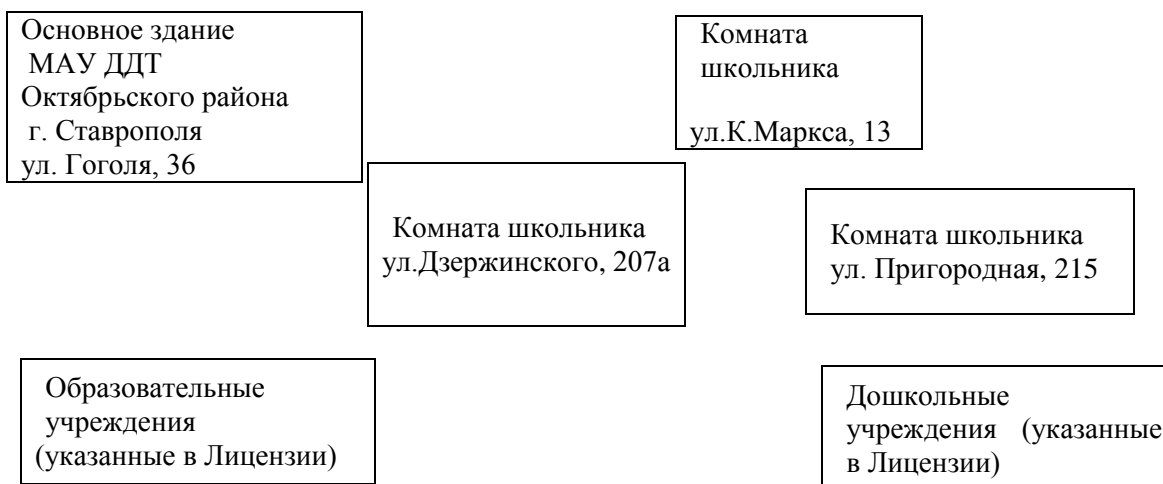 Основное здание
МАУ ДДТ
Октябрьского района
г. Ставрополя
ул. Гоголя, 36
Комната
школьника
ул.К.Маркса, 13
Комната школьника
ул.Дзержинского, 207а
Комната школьника
ул. Пригородная, 215
Образовательные
учреждения
(указанные в Лицензии)
Дошкольные
учреждения (указанные
в Лицензии)